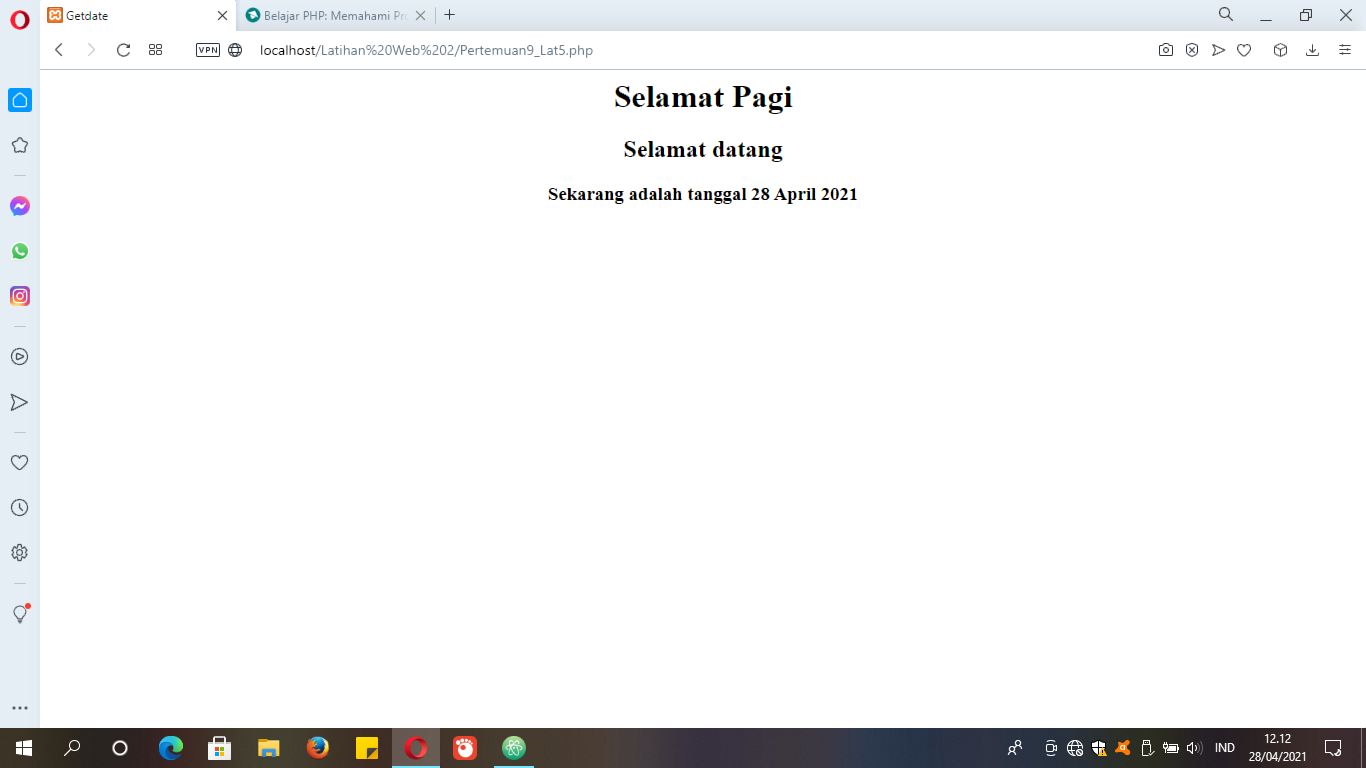 Getdate
Belajar PHP: Memahami Pr
VPN
localhost/Latihan%20Web%202/Pertemuan9_Lat5.php
Selamat Pagi
Selamat datang
Sekarang adalah tanggal 28 April 2021
IND
12.12
28/04/2021